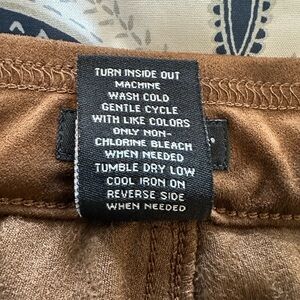 TURN INSIDE OUT
MACHINE
WASH COLD
GENTLE CYCLE
WITH LIKE COLORS
ONLY NON-
CHLORINE BLEACH
WHEN NEEDED
TUMBLE DRY LOW
COOL IRON ON
REVERSE SIDE
WHEN NEEDED